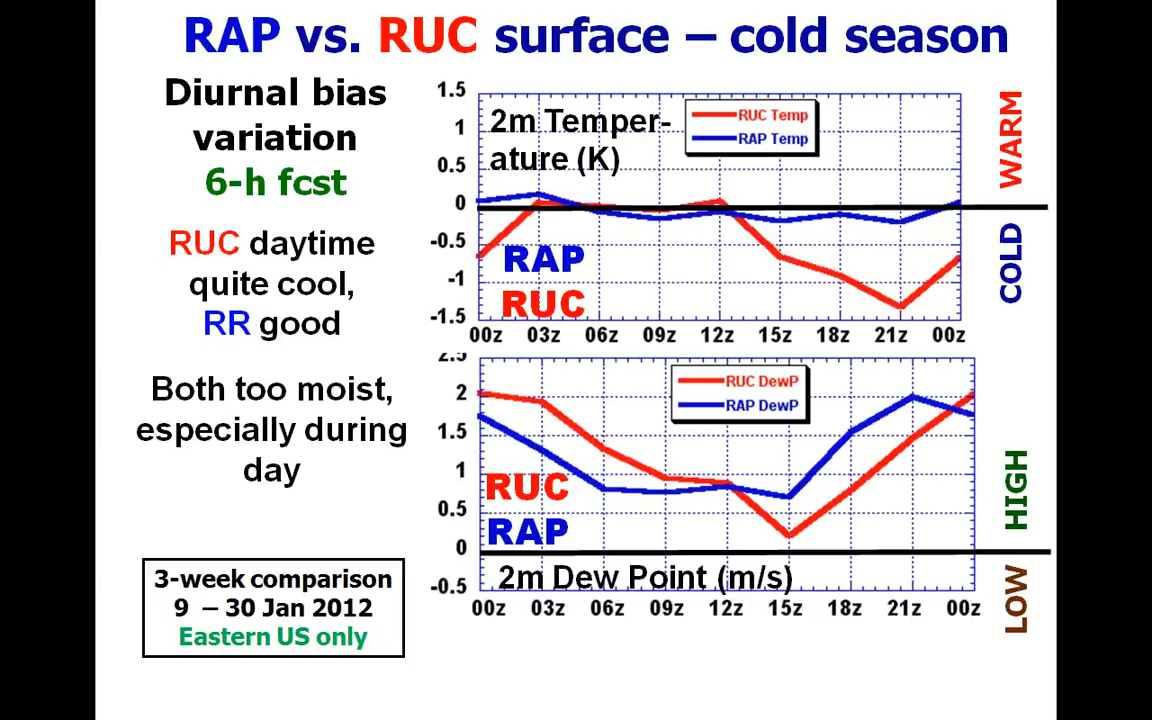 RAP vs. RUC surface – cold season
Diurnal bias
variation
6-h fcst
RUC daytime
quite cool,
RR good
Both too moist,
especially during
day
3-week comparison
9 – 30 Jan 2012
Eastern US only
1.5
1
0.5
0
-0.5
-1
-1.5
2m Temper-
ature (K)
RUC Temp
RAP Temp
RAP
RUC
00z 03z 06z 09z 12z 15z 18z 21z 00z
WARM
COLD
2.5
2
1.5
1
0.5
0
-0.5
RUC DewP
RAP DewP
RUC
RAP
2m Dew Point (m/s)
00z 03z 06z 09z 12z 15z 18z 21z 00z
HIGH
LOW